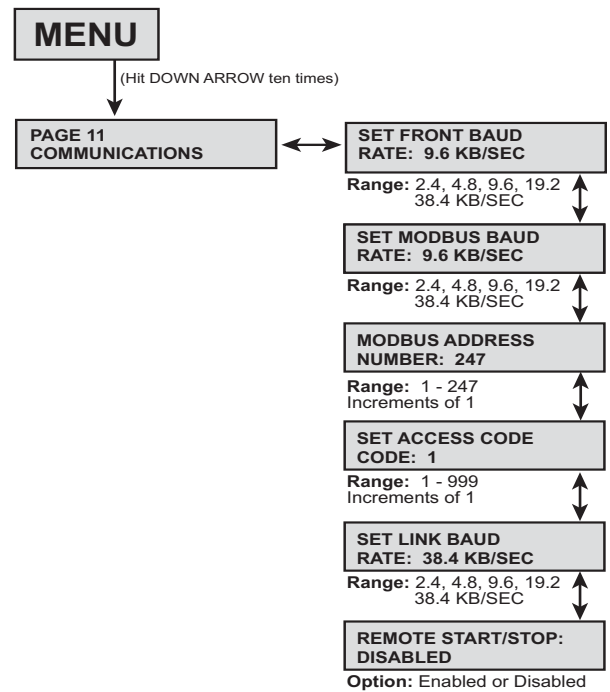 MENU
(Hit DOWN ARROW ten times)
PAGE 11
COMMUNICATIONS
SET FRONT BAUD
RATE: 9.6 KB/SEC
Range: 2.4, 4.8, 9.6, 19.2
38.4 KB/SEC
SET MODBUS BAUD
RATE: 9.6 KB/SEC
Range: 2.4, 4.8, 9.6, 19.2
38.4 KB/SEC
MODBUS ADDRESS
NUMBER: 247
Range: 1 - 247
Increments of 1
SET ACCESS CODE
CODE: 1
Range: 1 - 999
Increments of 1
SET LINK BAUD
RATE: 38.4 KB/SEC
Range: 2.4, 4.8, 9.6, 19.2
38.4 KB/SEC
REMOTE START/STOP:
DISABLED
Option: Enabled or Disabled